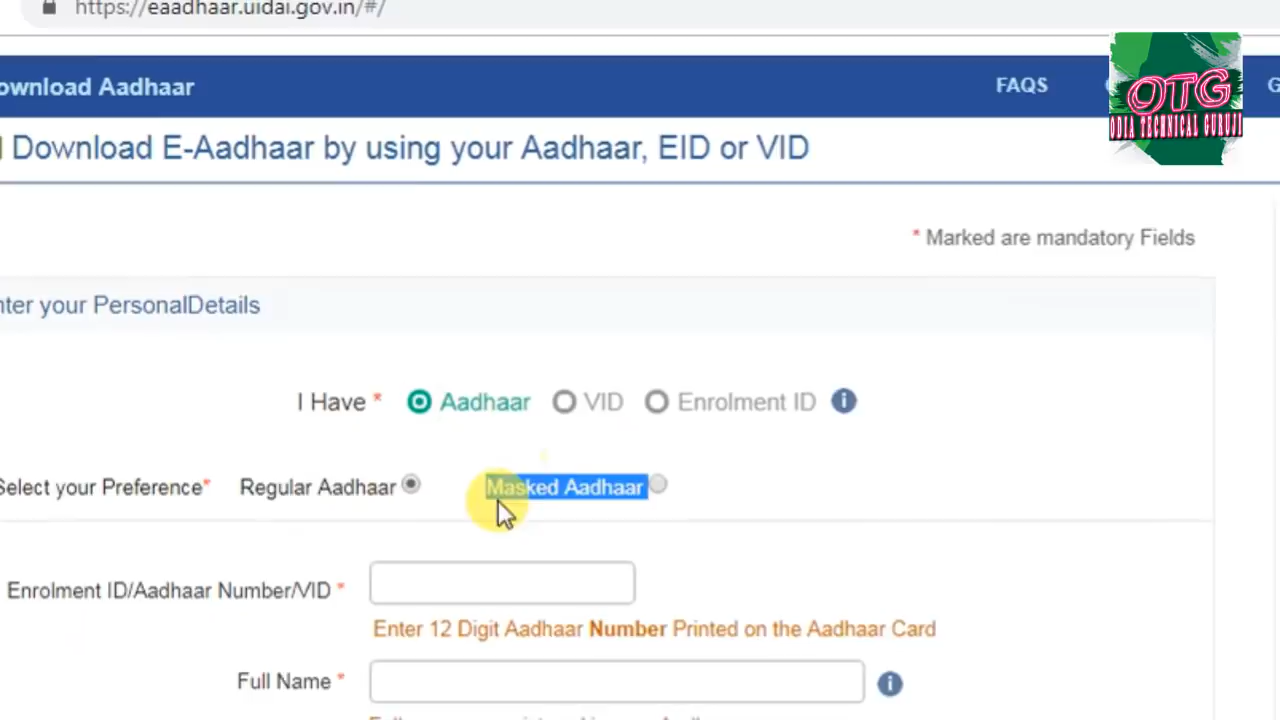 https://eaadhaar.uidai.gov.in/#/
ownload Aadhaar
FAQS
G
OTG
ODIA TECHNICAL GURUJI
Download E-Aadhaar by using your Aadhaar, EID or VID
* Marked are mandatory Fields
nter your PersonalDetails
I Have * Aadhaar VID Enrolment ID i
Select your Preference* Regular Aadhaar Masked Aadhaar
Enrolment ID/Aadhaar Number/VID *
Enter 12 Digit Aadhaar Number Printed on the Aadhaar Card
Full Name * i